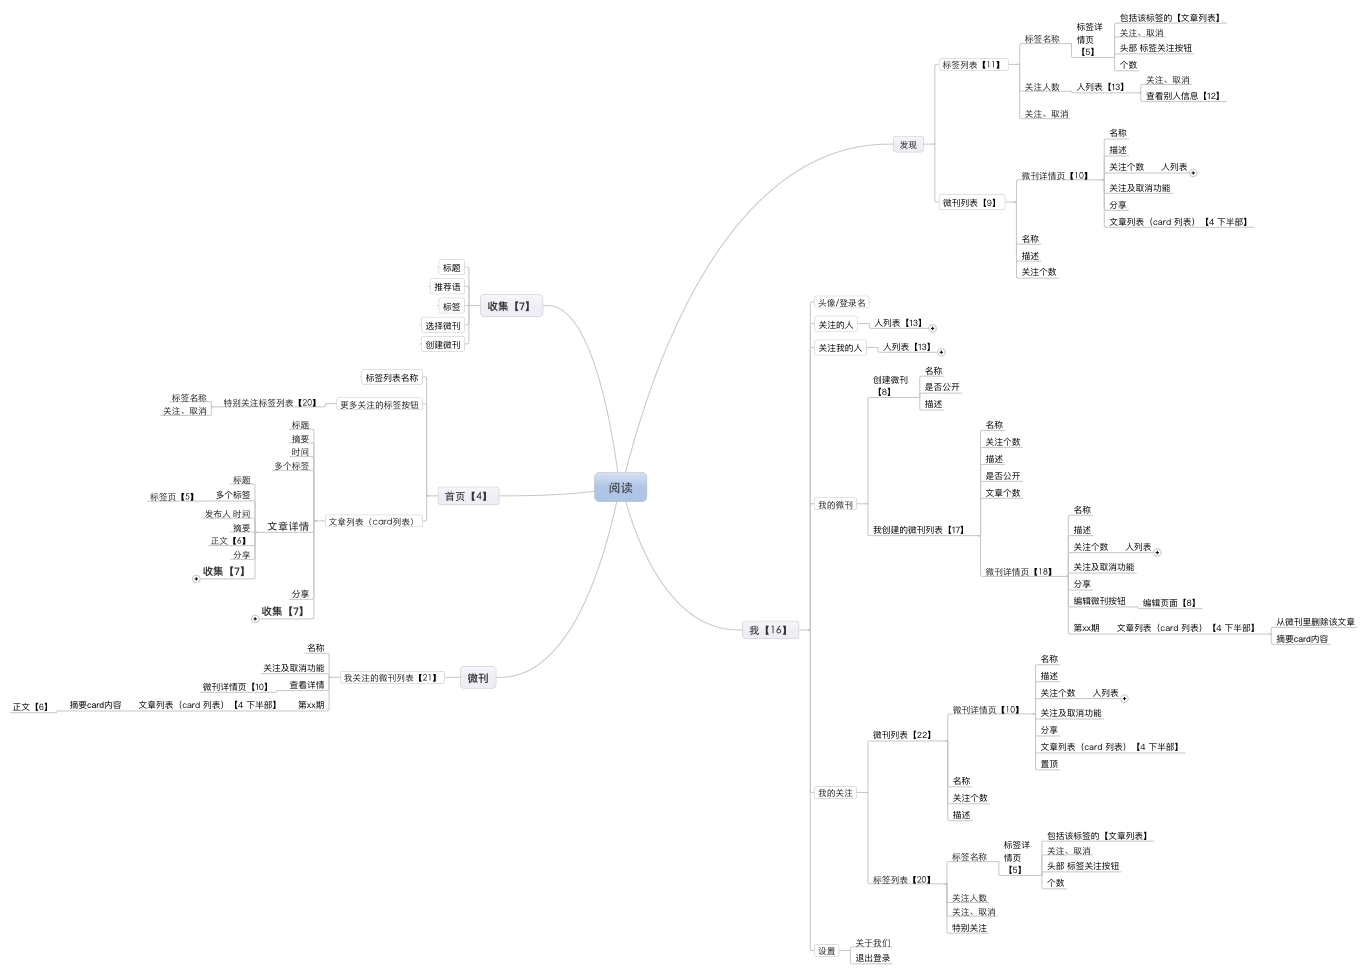 阅读
发现
标签列表【11】
标签名称
标签详
情页
【5】
包括该标签的【文章列表】
关注、取消
头部 标签关注按钮
个数
关注人数
人列表【13】
关注、取消
查看别人信息【12】
关注、取消
微刊列表【9】
微刊详情页【10】
名称
描述
关注个数
人列表
关注及取消功能
分享
文章列表（card 列表）【4 下半部】
名称
描述
关注个数
收集【7】
标题
推荐语
标签
选择微刊
创建微刊
首页【4】
标签列表名称
更多关注的标签按钮
特别关注标签列表【20】
标签名称
关注、取消
文章列表（card列表）
标题
摘要
时间
多个标签
文章详情
标题
多个标签
标签页【5】
发布人 时间
摘要
正文【6】
分享
收集【7】
分享
收集【7】
微刊
我关注的微刊列表【21】
名称
关注及取消功能
查看详情
微刊详情页【10】
第xx期
文章列表（card 列表）【4 下半部】
摘要card内容
正文【6】
我【16】
头像/登录名
关注的人
人列表【13】
关注我的人
人列表【13】
我的微刊
创建微刊
【8】
名称
是否公开
描述
我创建的微刊列表【17】
名称
关注个数
描述
是否公开
文章个数
微刊详情页【18】
名称
描述
关注个数
人列表
关注及取消功能
分享
编辑微刊按钮
编辑页面【8】
第xx期
文章列表（card 列表）【4 下半部】
从微刊里删除该文章
摘要card内容
我的关注
微刊列表【22】
微刊详情页【10】
名称
描述
关注个数
人列表
关注及取消功能
分享
文章列表（card 列表）【4 下半部】
置顶
名称
关注个数
描述
标签列表【20】
标签名称
标签详
情页
【5】
包括该标签的【文章列表】
关注、取消
头部 标签关注按钮
个数
关注人数
关注、取消
特别关注
设置
关于我们
退出登录